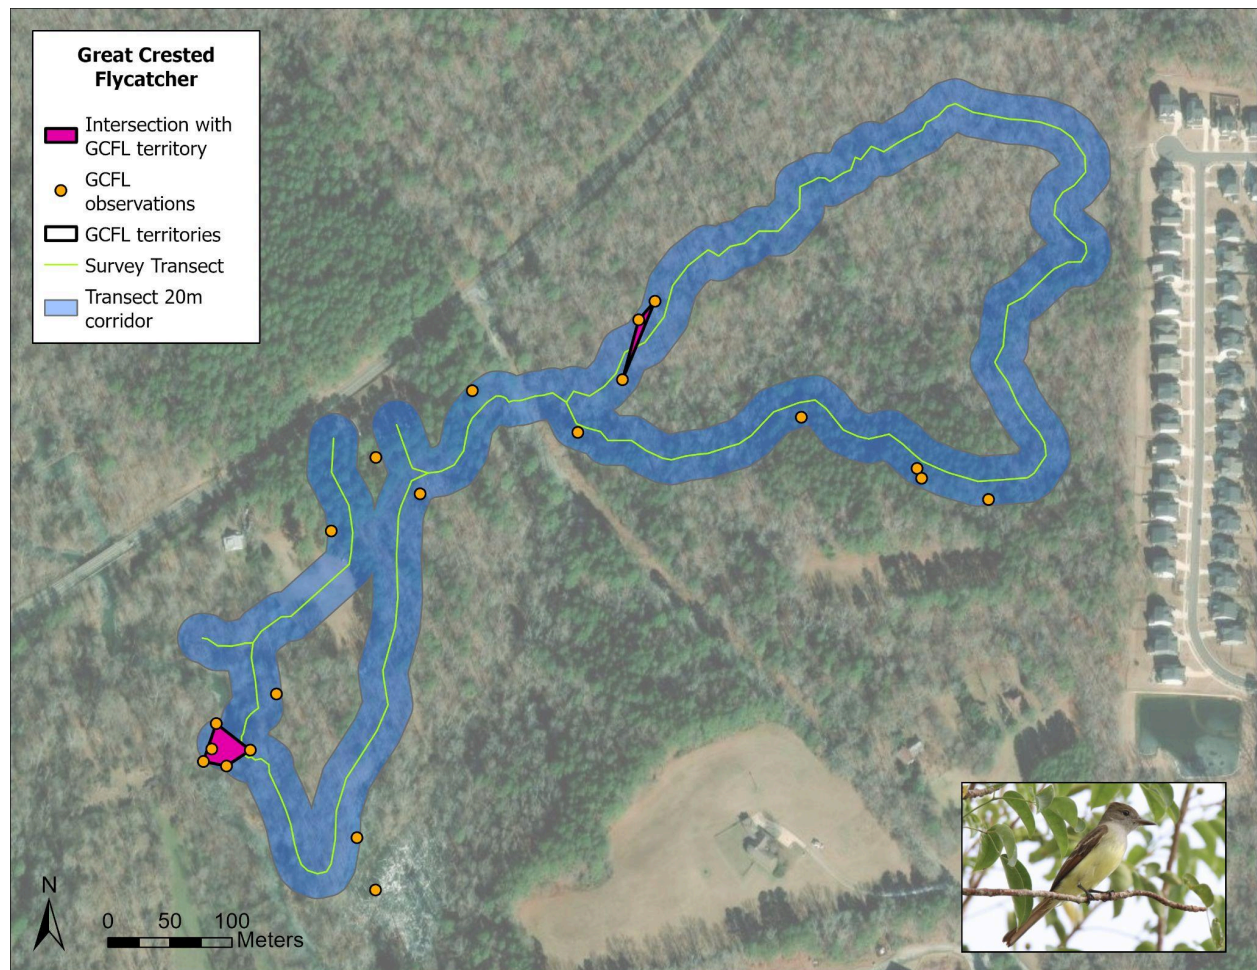 Great Crested
Flycatcher
Intersection with
GCFL territory
GCFL
observations
GCFL territories
Survey Transect
Transect 20m
corridor
N
0 50 100
Meters